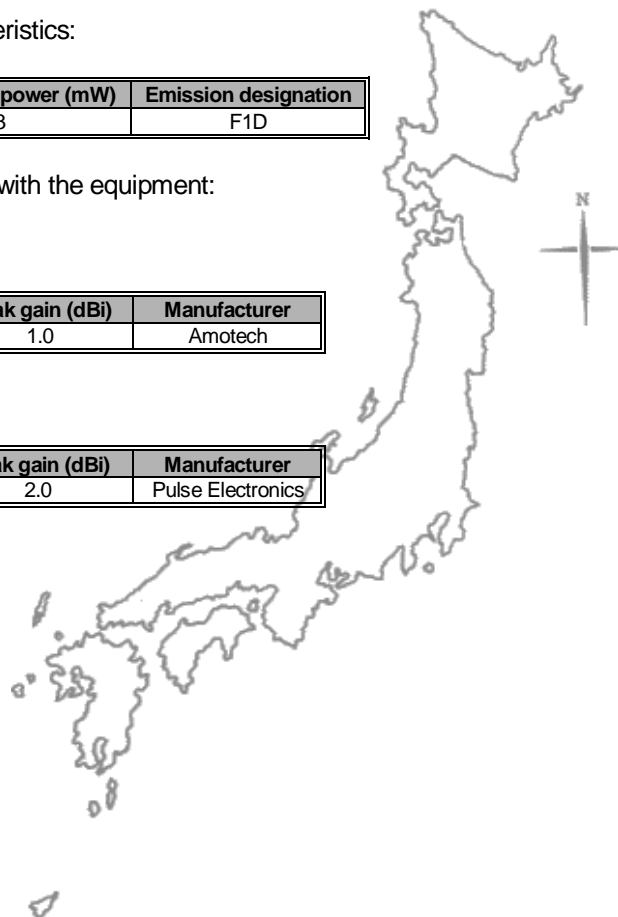 eristics:
power (mW) Emission designation
F1D
with the equipment:
ak gain (dBi) Manufacturer
1.0 Amotech
ak gain (dBi) Manufacturer
2.0 Pulse Electronics
N